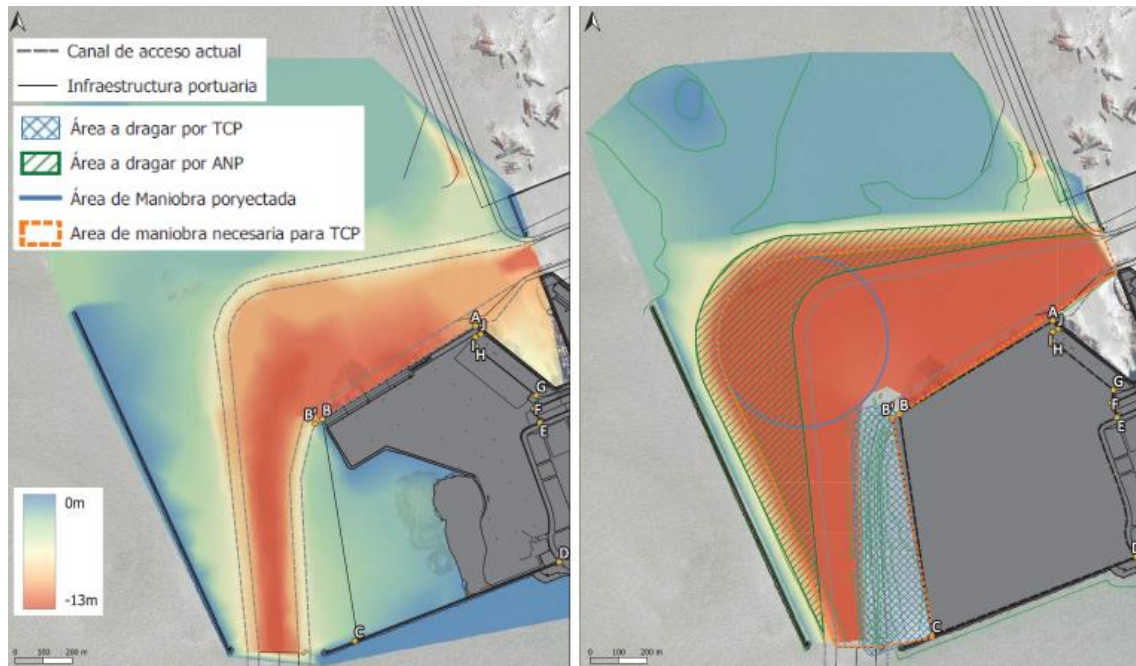 Canal de acceso actual
Infraestructura portuaria
Área a dragar por TCP
Área a dragar por ANP
Área de Maniobra poryectada
Area de maniobra necesaria para TCP
A
J
I
H
G
F
E
B' B
D
C
0m
-13m
0 100 200 m
A
J
I
H
G
F
E
B' B
D
C
0 100 200 m